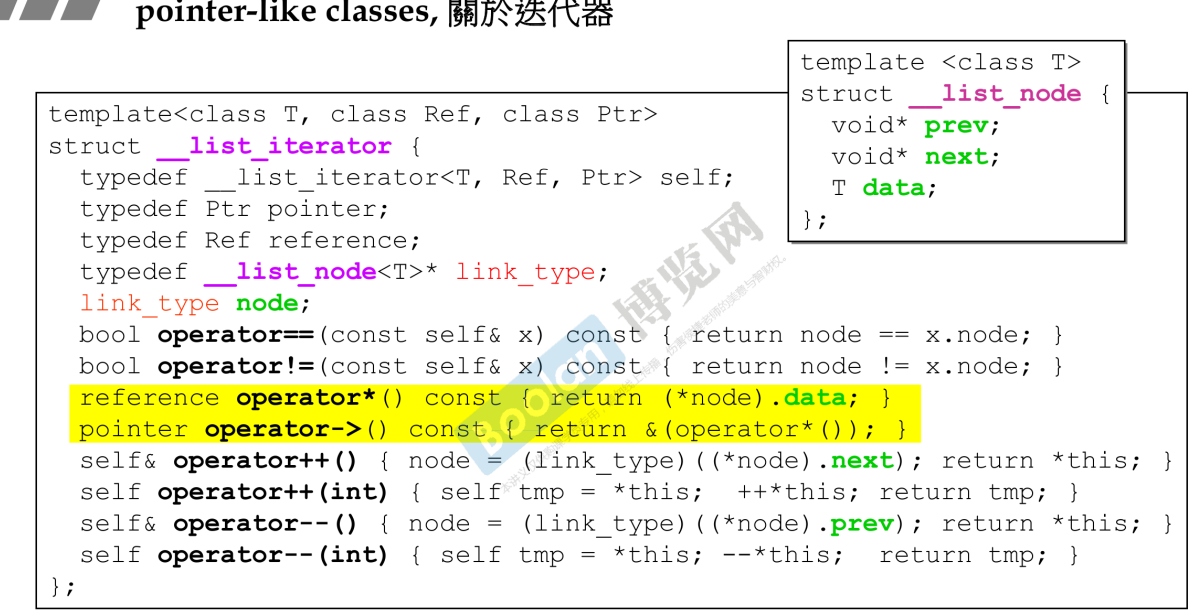 pointer-like classes, 關於迭代器
template <class T>
struct __list_node {
void* prev;
void* next;
T data;
};
template<class T, class Ref, class Ptr>
struct __list_iterator {
typedef __list_iterator<T, Ref, Ptr> self;
typedef Ptr pointer;
typedef Ref reference;
typedef __list_node<T>* link_type;
link_type node;
bool operator==(const self& x) const { return node == x.node; }
bool operator!=(const self& x) const { return node != x.node; }
reference operator*() const { return (*node).data; }
pointer operator->() const { return &(operator*()); }
self& operator++() { node = (link_type)((*node).next); return *this; }
self operator++(int) { self tmp = *this; ++*this; return tmp; }
self& operator--() { node = (link_type)((*node).prev); return *this; }
self operator--(int) { self tmp = *this; --*this; return tmp; }
};
Boolan 博览网